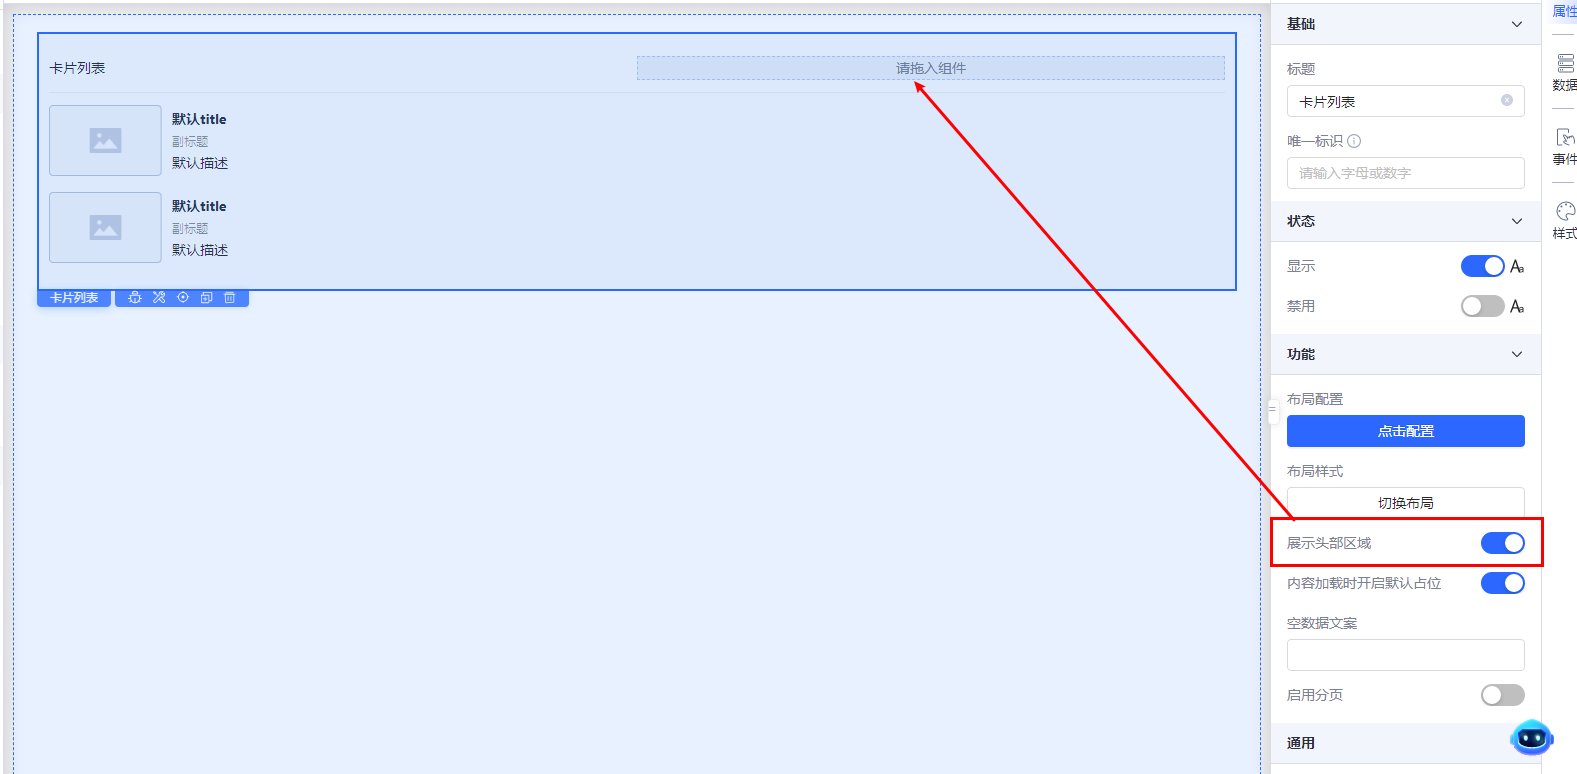 卡片列表
请拖入组件
默认title
副标题
默认描述
默认title
副标题
默认描述
卡片列表
基础
标题
卡片列表
唯一标识
请输入字母或数字
状态
显示
Aa
禁用
Aa
功能
布局配置
点击配置
布局样式
切换布局
展示头部区域
内容加载时开启默认占位
空数据文案
启用分页
通用
属性
数据
事件
样式